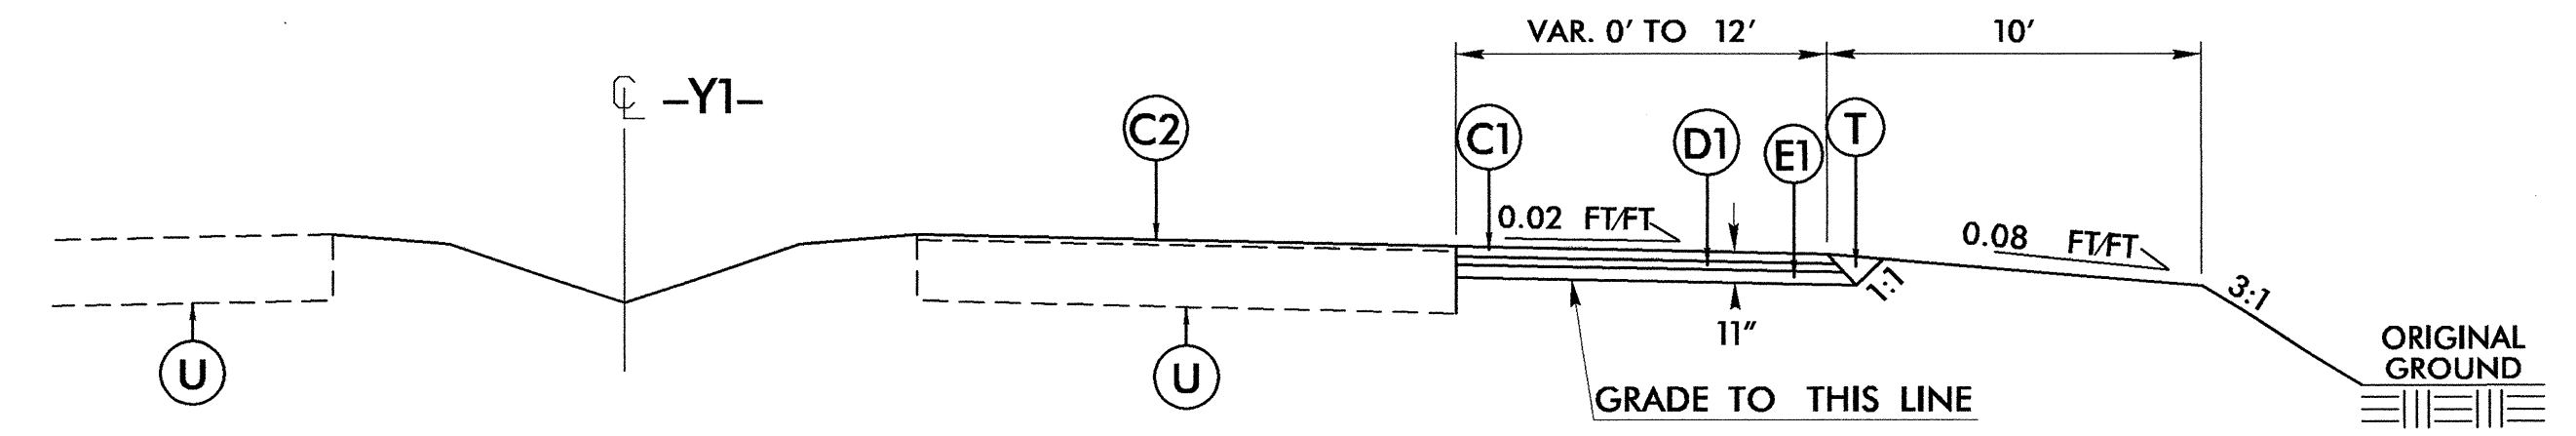 VAR. 0' TO 12'
10'
℄ -Y1-
C2
C1
D1
E1
T
0.02 FT/FT
0.08 FT/FT
1:1
3:1
11"
U
U
ORIGINAL
GROUND
GRADE TO THIS LINE